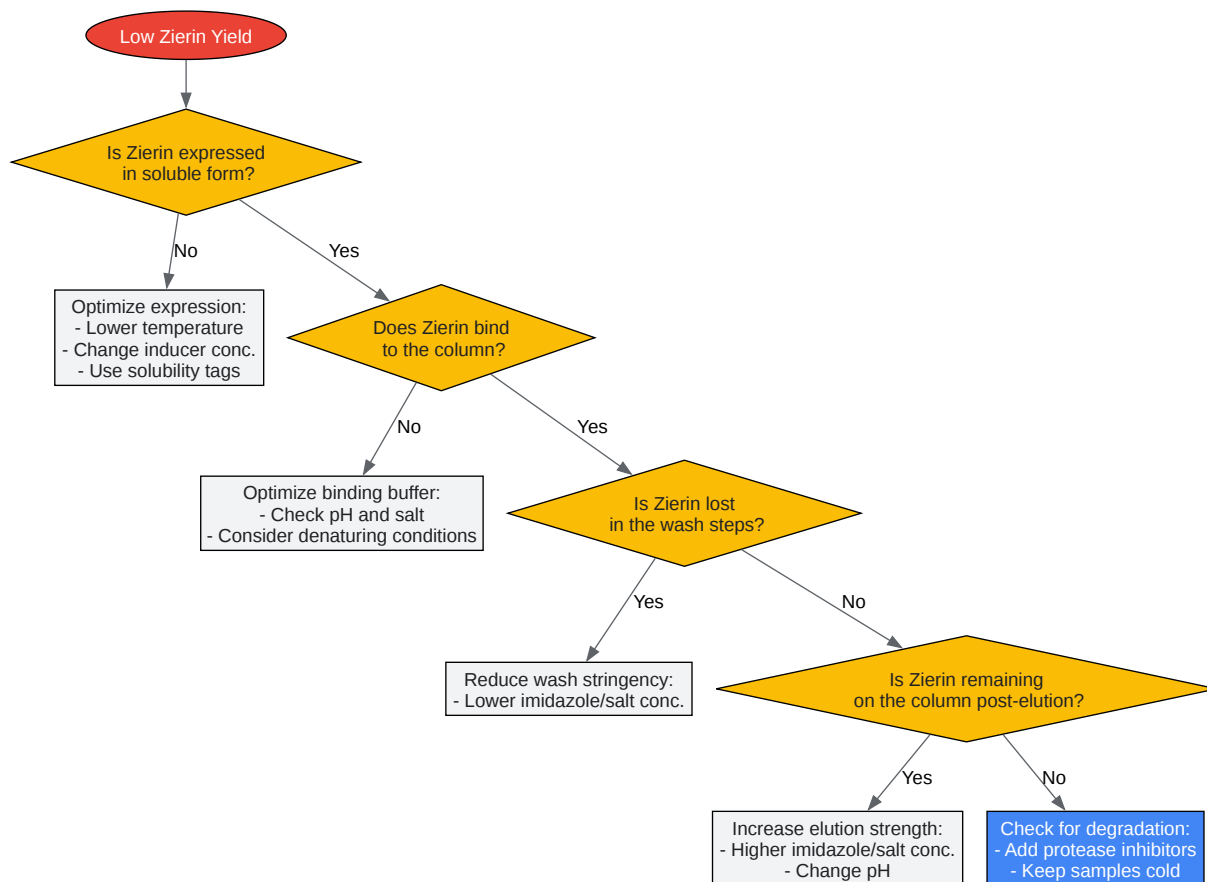 Low Zierin Yield
Is Zierin expressed
in soluble form?
No
Yes
Optimize expression:
- Lower temperature
- Change inducer conc.
- Use solubility tags
Does Zierin bind
to the column?
No
Yes
Optimize binding buffer:
- Check pH and salt
- Consider denaturing conditions
Is Zierin lost
in the wash steps?
Yes
No
Reduce wash stringency:
- Lower imidazole/salt conc.
Is Zierin remaining
on the column post-elution?
Yes
No
Increase elution strength:
- Higher imidazole/salt conc.
- Change pH
Check for degradation:
- Add protease inhibitors
- Keep samples cold